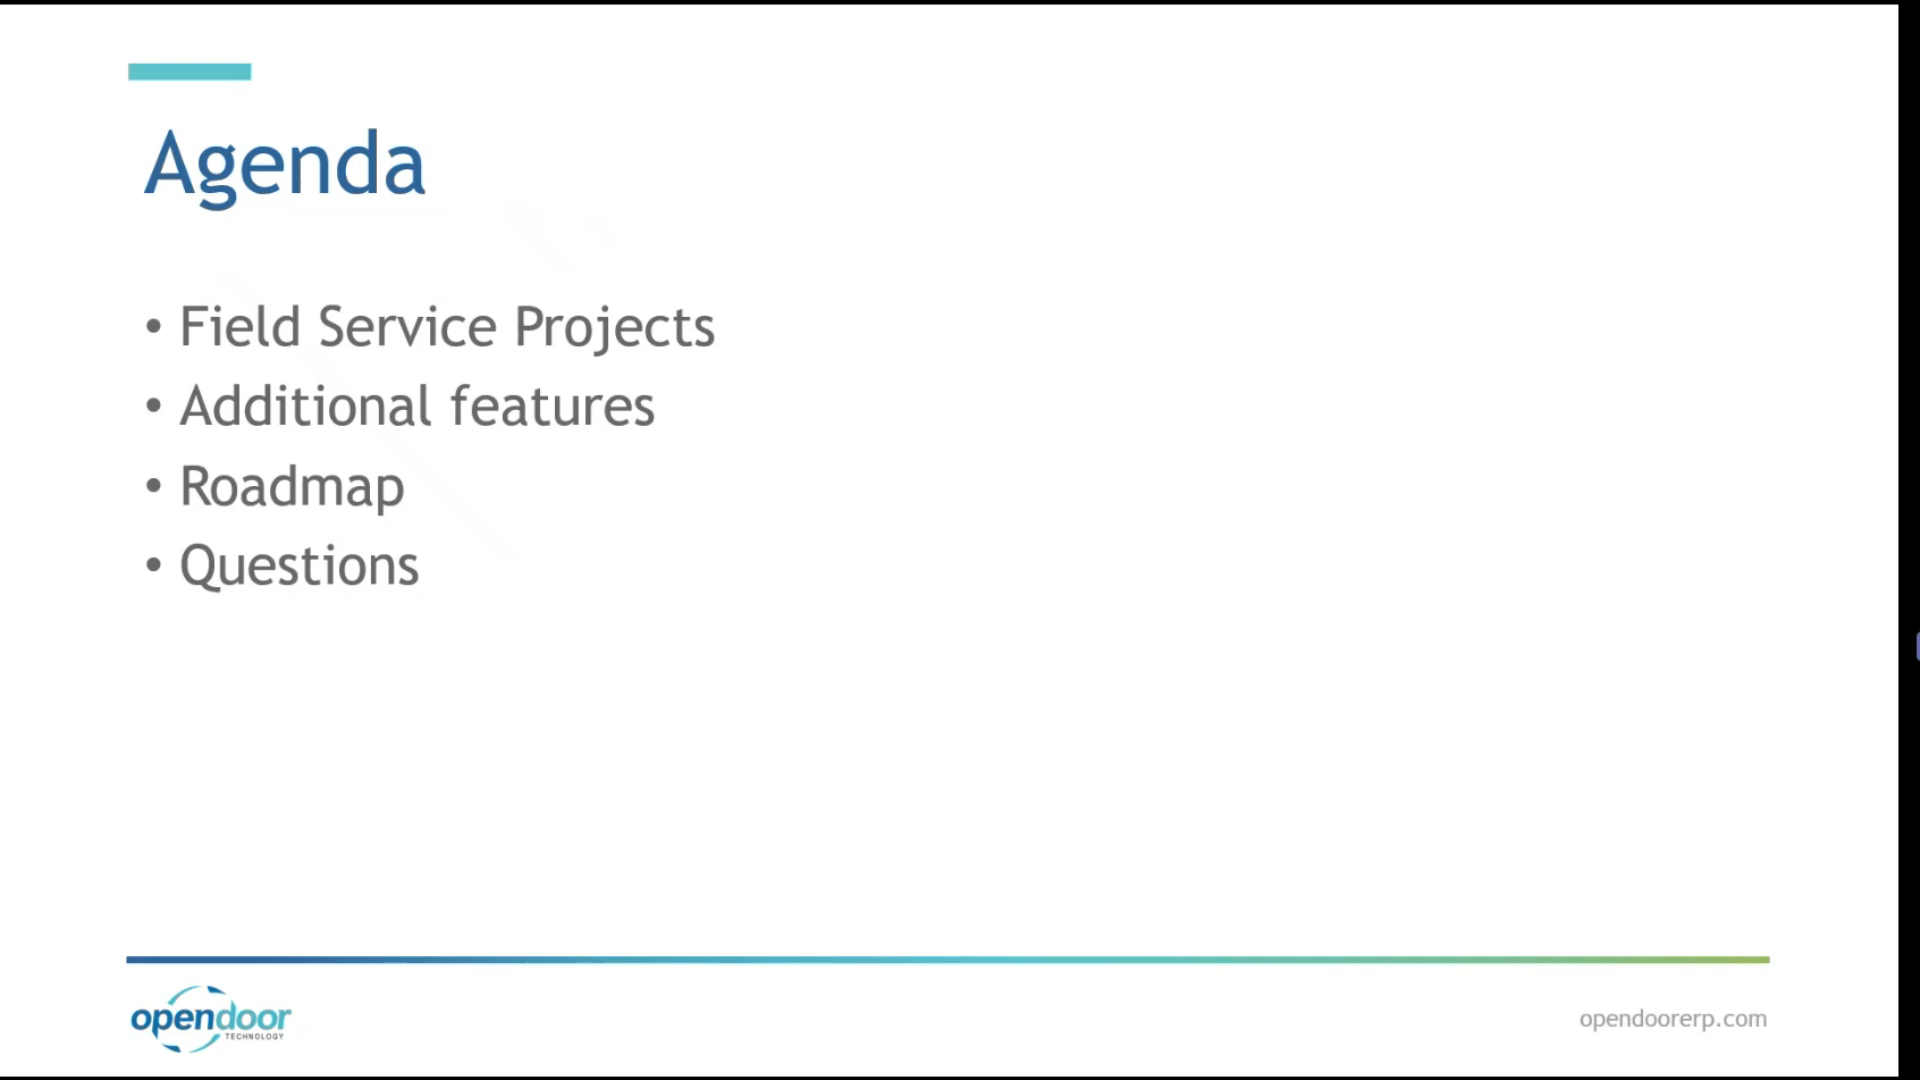 Agenda
• Field Service Projects
• Additional features
• Roadmap
• Questions
opendoor
TECHNOLOGY
opendoorerp.com